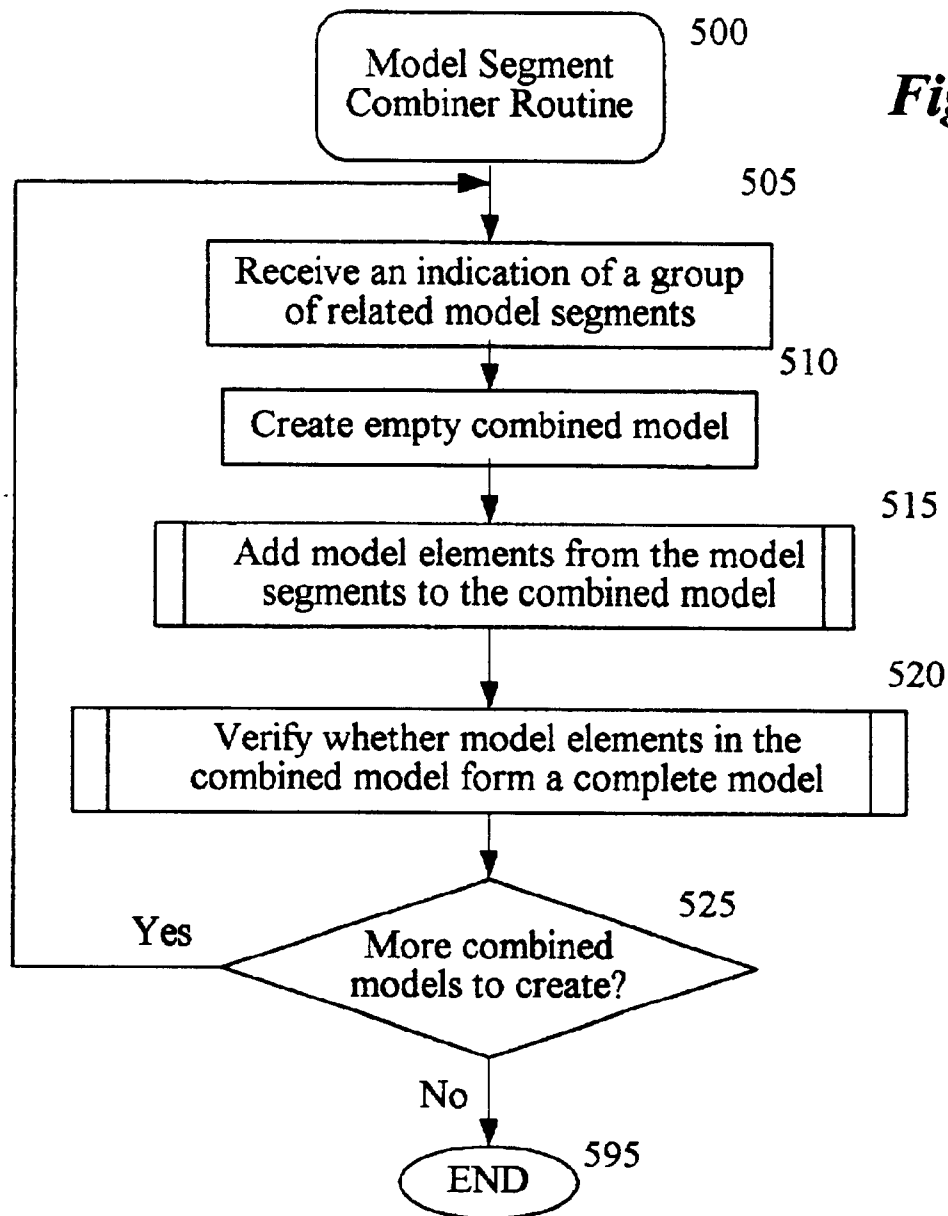 500
Model Segment
Combiner Routine
Fig
505
Receive an indication of a group
of related model segments
510
Create empty combined model
515
Add model elements from the model
segments to the combined model
520
Verify whether model elements in the
combined model form a complete model
525
Yes
More combined
models to create?
No
END
595